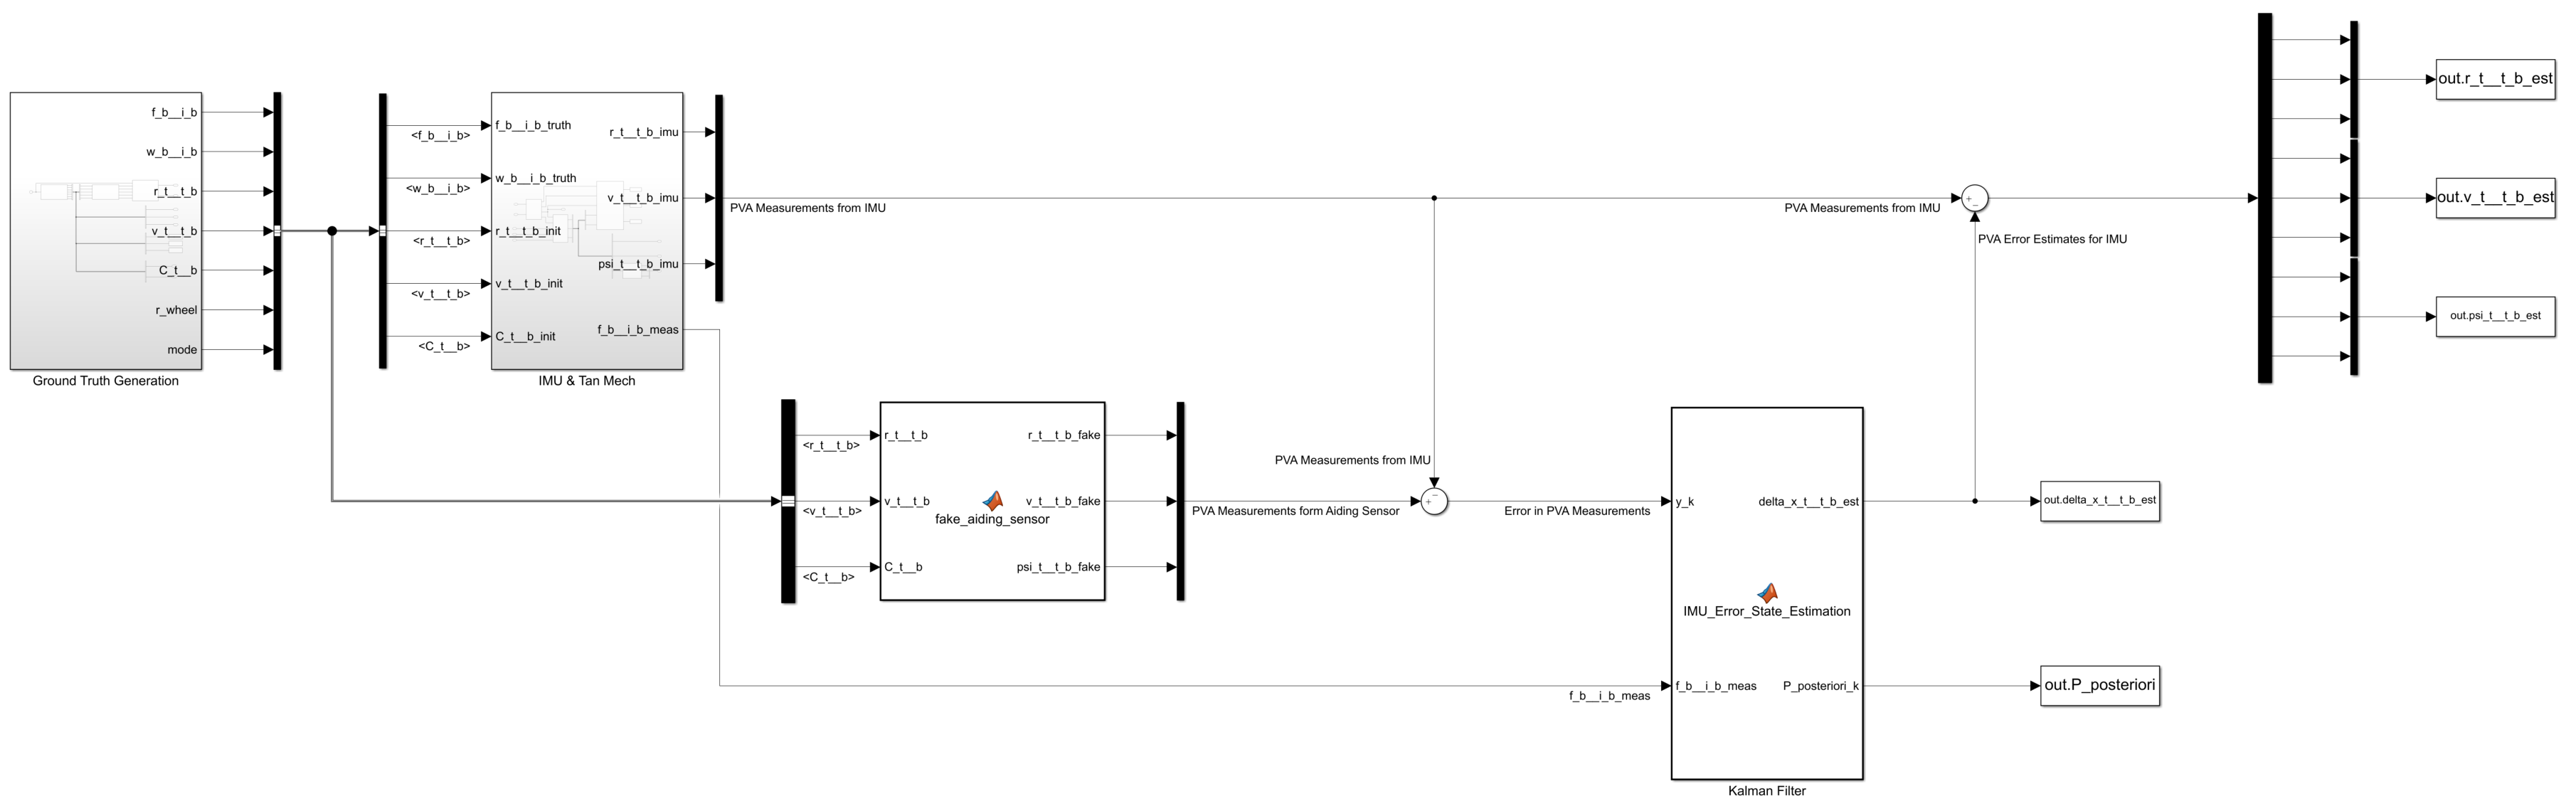 f_b__i_b
w_b__i_b
r_t__t_b
v_t__t_b
C_t__b
r_wheel
mode
Ground Truth Generation
<f_b__i_b>
<w_b__i_b>
<r_t__t_b>
<v_t__t_b>
<C_t__b>
f_b__i_b_truth
w_b__i_b_truth
r_t__t_b_init
v_t__t_b_init
C_t__b_init
r_t__t_b_imu
v_t__t_b_imu
psi_t__t_b_imu
f_b__i_b_meas
IMU & Tan Mech
PVA Measurements from IMU
PVA Measurements from IMU
+
_
PVA Error Estimates for IMU
out.r_t__t_b_est
out.v_t__t_b_est
out.psi_t__t_b_est
<r_t__t_b>
<v_t__t_b>
<C_t__b>
r_t__t_b
v_t__t_b
C_t__b
fake_aiding_sensor
r_t__t_b_fake
v_t__t_b_fake
psi_t__t_b_fake
PVA Measurements from IMU
PVA Measurements form Aiding Sensor
+
_
Error in PVA Measurements
y_k
delta_x_t__t_b_est
IMU_Error_State_Estimation
f_b__i_b_meas
f_b__i_b_meas
P_posteriori_k
Kalman Filter
out.delta_x_t__t_b_est
out.P_posteriori